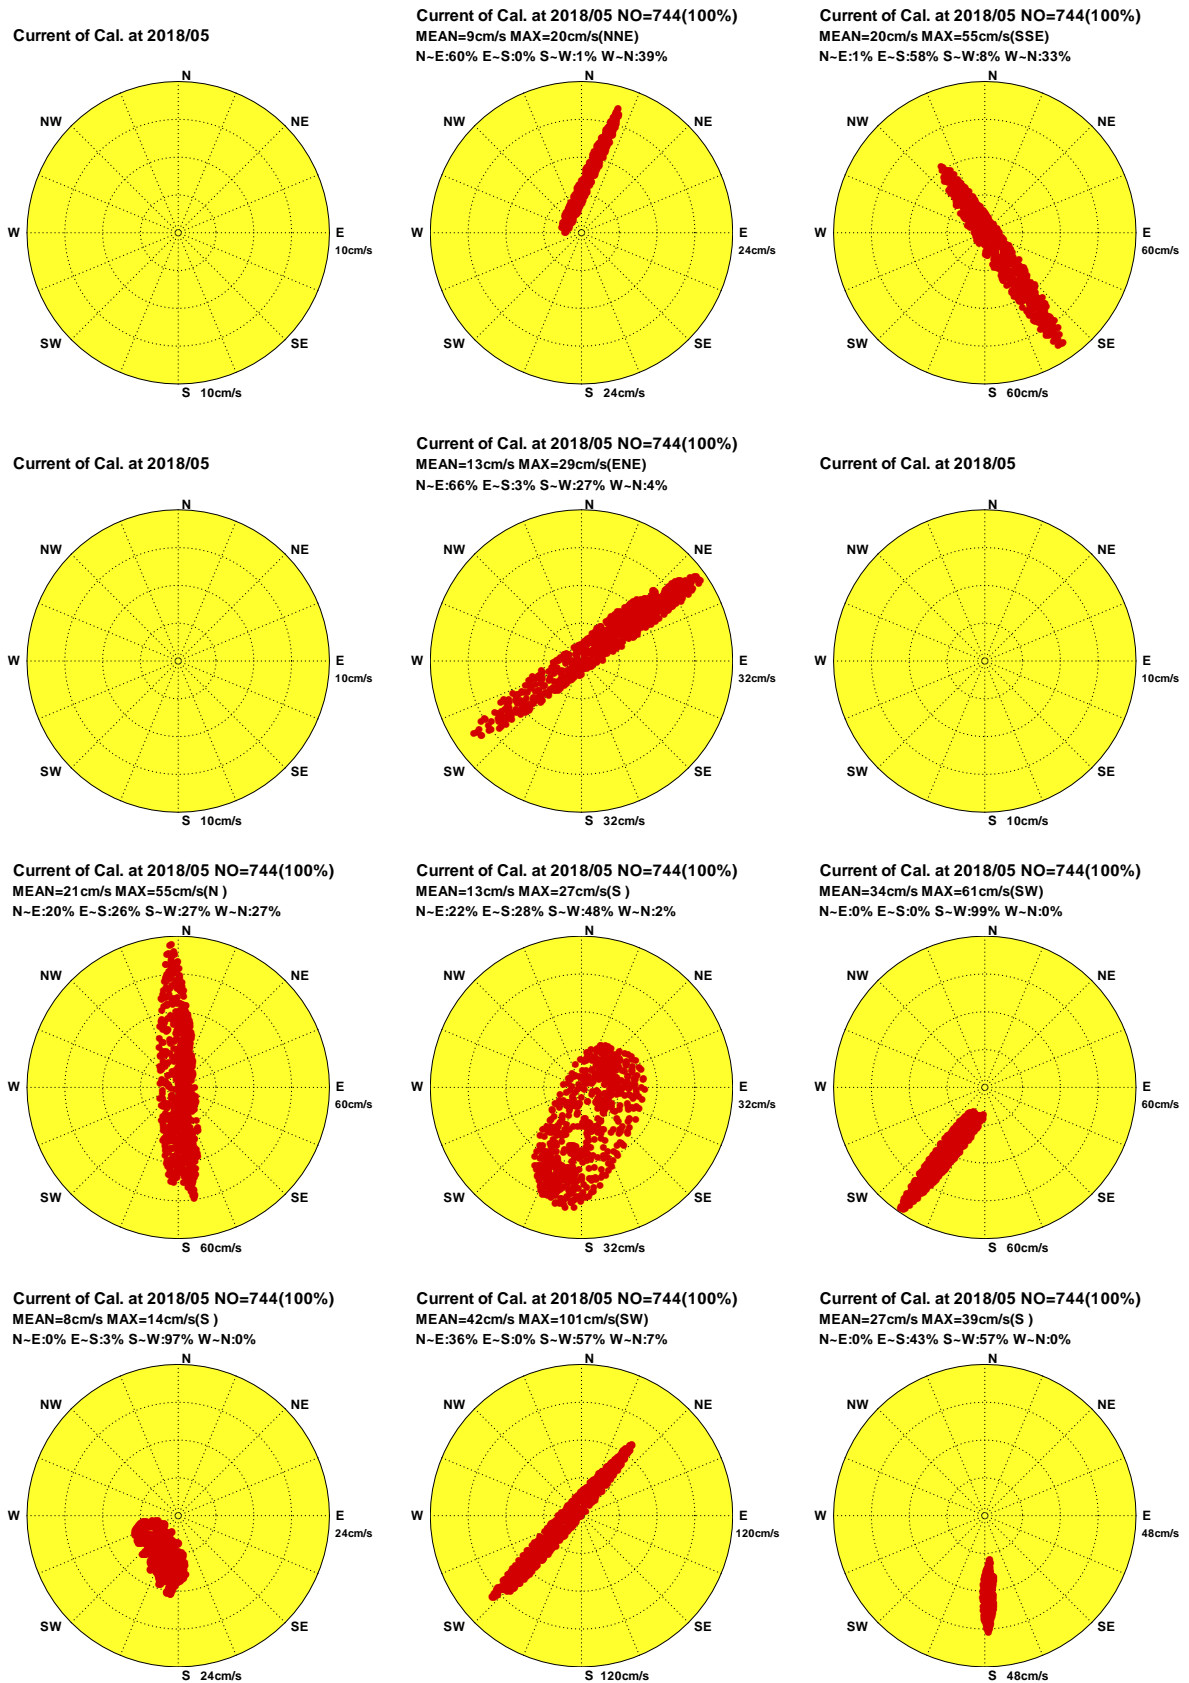 Current of Cal. at 2018/05
N
NW
NE
W
E
10cm/s
SW
SE
S 10cm/s
Current of Cal. at 2018/05 NO=744(100%)
MEAN=9cm/s MAX=20cm/s(NNE)
N~E:60% E~S:0% S~W:1% W~N:39%
N
NW
NE
W
E
24cm/s
SW
SE
S 24cm/s
Current of Cal. at 2018/05 NO=744(100%)
MEAN=20cm/s MAX=55cm/s(SSE)
N~E:1% E~S:58% S~W:8% W~N:33%
N
NW
NE
W
E
60cm/s
SW
SE
S 60cm/s
Current of Cal. at 2018/05
N
NW
NE
W
E
10cm/s
SW
SE
S 10cm/s
Current of Cal. at 2018/05 NO=744(100%)
MEAN=13cm/s MAX=29cm/s(ENE)
N~E:66% E~S:3% S~W:27% W~N:4%
N
NW
NE
W
E
32cm/s
SW
SE
S 32cm/s
Current of Cal. at 2018/05
N
NW
NE
W
E
10cm/s
SW
SE
S 10cm/s
Current of Cal. at 2018/05 NO=744(100%)
MEAN=21cm/s MAX=55cm/s(N )
N~E:20% E~S:26% S~W:27% W~N:27%
N
NW
NE
W
E
60cm/s
SW
SE
S 60cm/s
Current of Cal. at 2018/05 NO=744(100%)
MEAN=13cm/s MAX=27cm/s(S )
N~E:22% E~S:28% S~W:48% W~N:2%
N
NW
NE
W
E
32cm/s
SW
SE
S 32cm/s
Current of Cal. at 2018/05 NO=744(100%)
MEAN=34cm/s MAX=61cm/s(SW)
N~E:0% E~S:0% S~W:99% W~N:0%
N
NW
NE
W
E
60cm/s
SW
SE
S 60cm/s
Current of Cal. at 2018/05 NO=744(100%)
MEAN=8cm/s MAX=14cm/s(S )
N~E:0% E~S:3% S~W:97% W~N:0%
N
NW
NE
W
E
24cm/s
SW
SE
S 24cm/s
Current of Cal. at 2018/05 NO=744(100%)
MEAN=42cm/s MAX=101cm/s(SW)
N~E:36% E~S:0% S~W:57% W~N:7%
N
NW
NE
W
E
120cm/s
SW
SE
S 120cm/s
Current of Cal. at 2018/05 NO=744(100%)
MEAN=27cm/s MAX=39cm/s(S )
N~E:0% E~S:43% S~W:57% W~N:0%
N
NW
NE
W
E
48cm/s
SW
SE
S 48cm/s